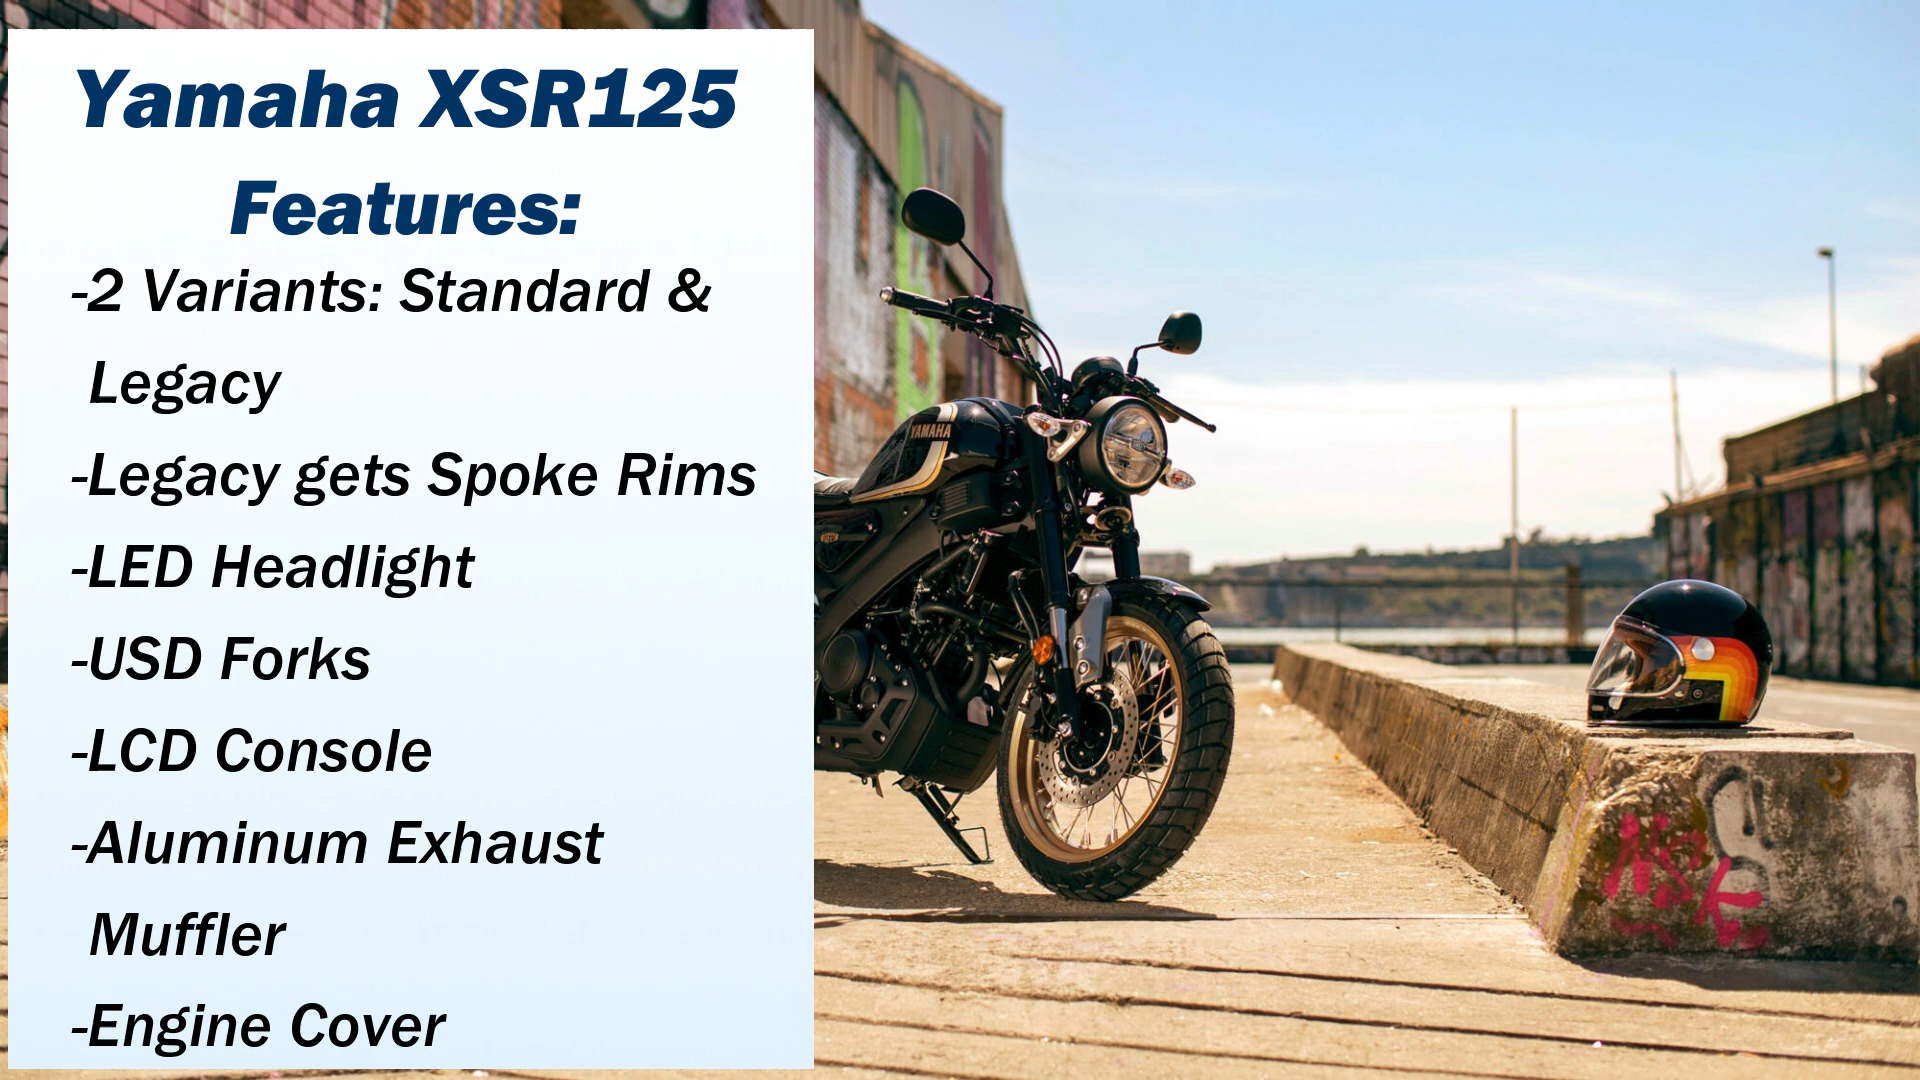 Yamaha XSR125
Features:
-2 Variants: Standard &
Legacy
-Legacy gets Spoke Rims
-LED Headlight
-USD Forks
-LCD Console
-Aluminum Exhaust
Muffler
-Engine Cover
YAMAHA